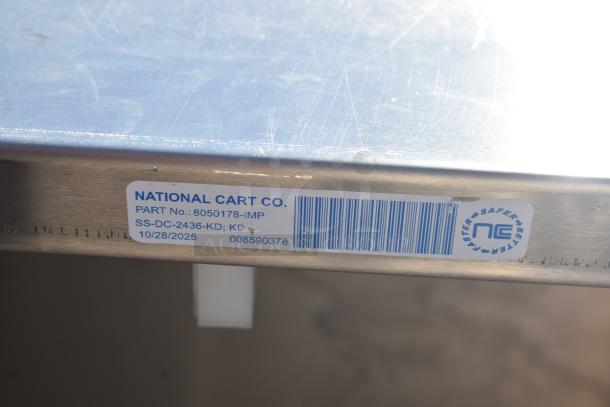 NATIONAL CART CO.
PART No.: 8050178-IMP
SS-DC-2436-KD; KD
10/28/2025 008590378
FASTER SAFER BETTER
NC